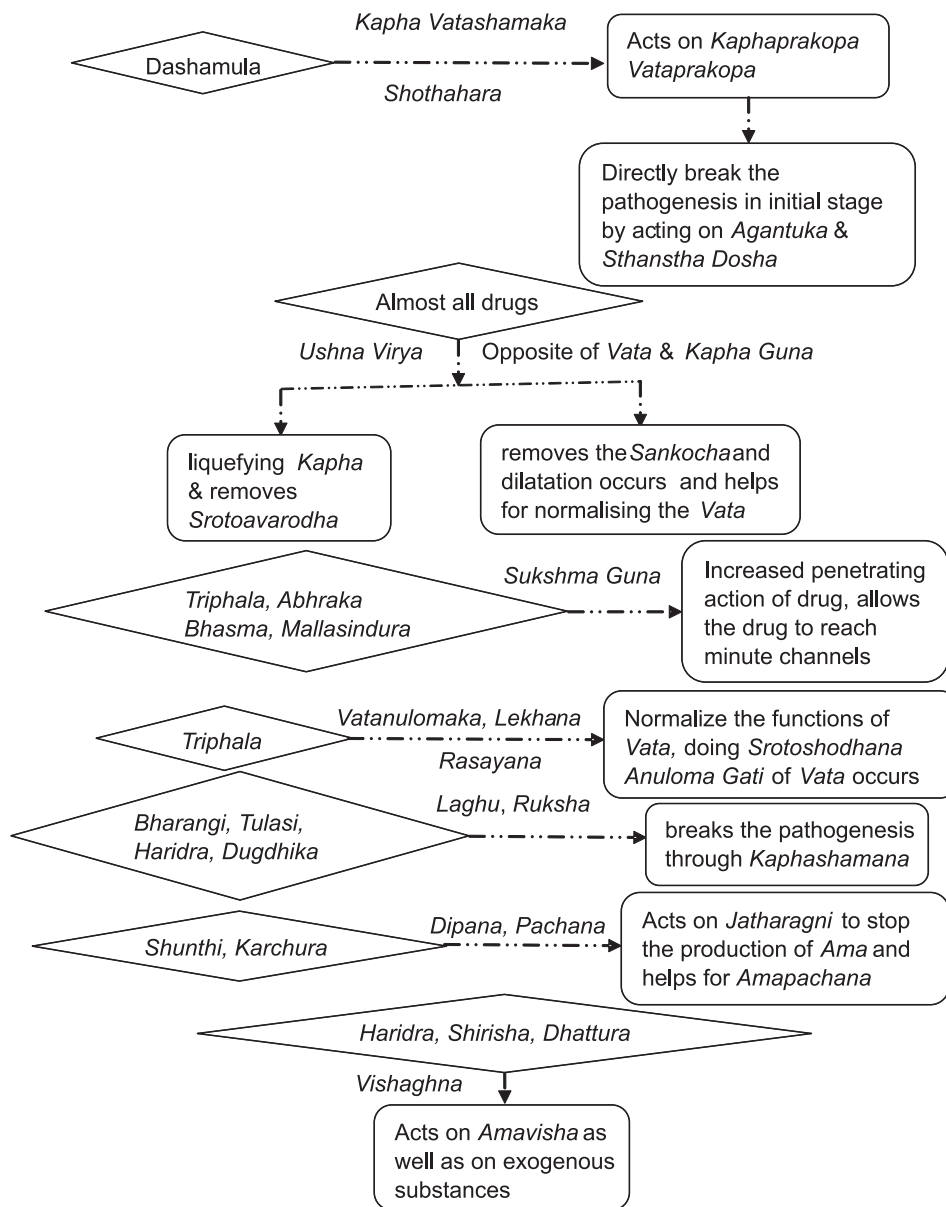 Kapha Vatashamaka
Dashamula
Shothahara
Acts on Kaphaprakopa
Vataprakopa
Directly break the
pathogenesis in initial stage
by acting on Agantuka &
Sthanstha Dosha
Almost all drugs
Ushna Virya
Opposite of Vata & Kapha Guna
liquefying Kapha
& removes
Srotoavarodha
removes the Sankocha and
dilatation occurs and helps
for normalising the Vata
Triphala, Abhraka
Bhasma, Mallasindura
Sukshma Guna
Increased penetrating
action of drug, allows
the drug to reach
minute channels
Triphala
Vatanulomaka, Lekhana
Rasayana
Normalize the functions of
Vata, doing Srotoshodhana
Anuloma Gati of Vata occurs
Bharangi, Tulasi,
Haridra, Dugdhika
Laghu, Ruksha
breaks the pathogenesis
through Kaphashamana
Shunthi, Karchura
Dipana, Pachana
Acts on Jatharagni to stop
the production of Ama and
helps for Amapachana
Haridra, Shirisha, Dhattura
Vishaghna
Acts on Amavisha as
well as on exogenous
substances